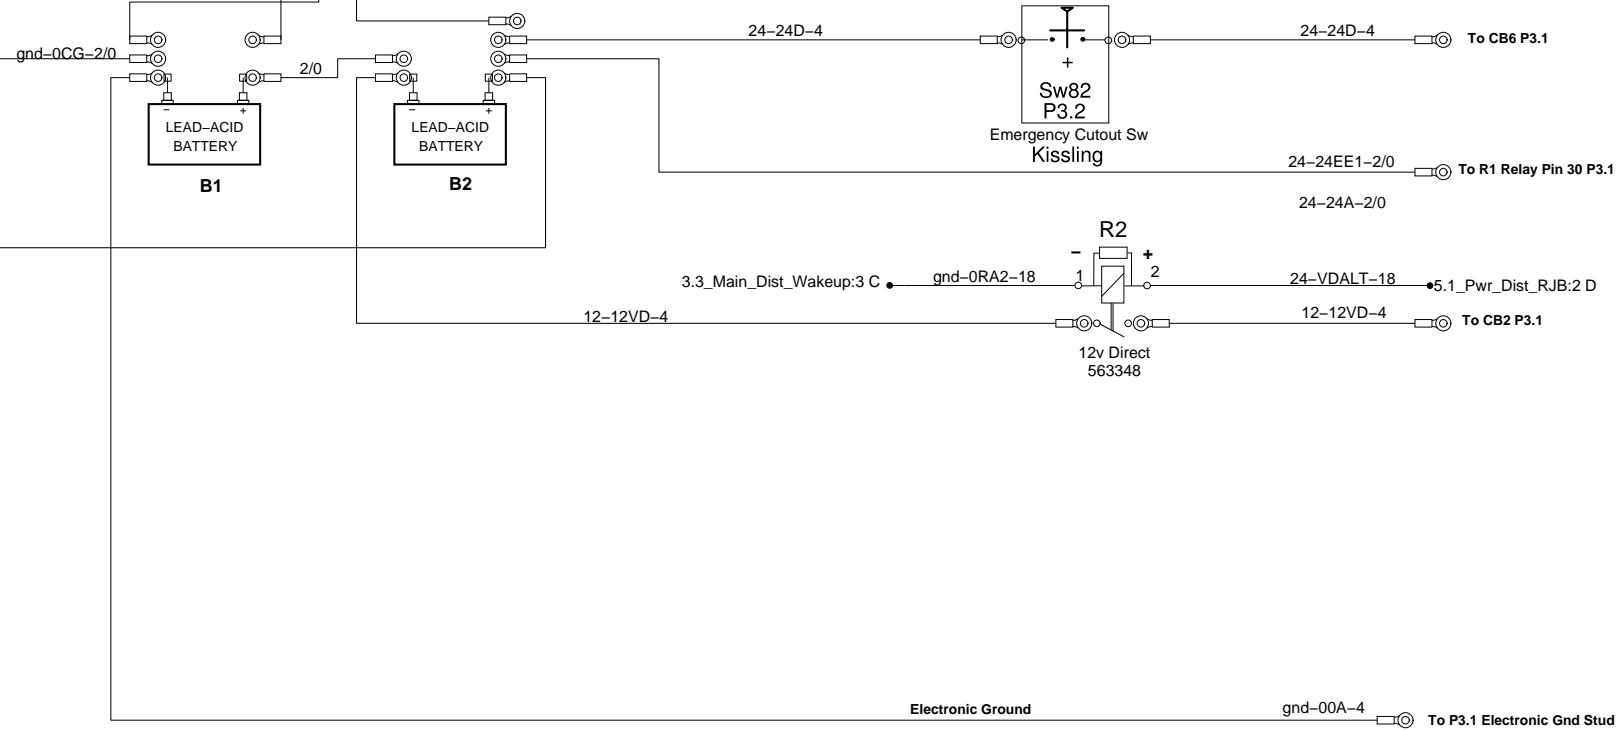 24-24D-4
24-24D-4
To CB6 P3.1
gnd-0CG-2/0
2/0
+
Sw82
P3.2
Emergency Cutout Sw
Kissling
− +
LEAD−ACID
BATTERY
B1
− +
LEAD−ACID
BATTERY
B2
24−24EE1−2/0
To R1 Relay Pin 30 P3.1
24−24A−2/0
R2
− +
3.3_Main_Dist_Wakeup:3 C
gnd−0RA2−18
1
2
24−VDALT−18
5.1_Pwr_Dist_RJB:2 D
12−12VD−4
12−12VD−4
To CB2 P3.1
12v Direct
563348
Electronic Ground
gnd−00A−4
To P3.1 Electronic Gnd Stud